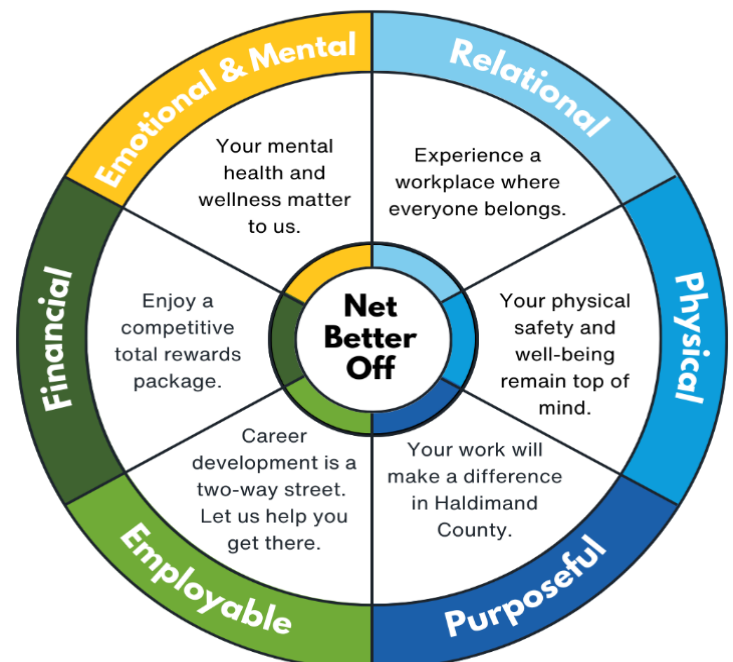 Emotional & Mental
Your mental
health and
wellness matter
to us.
Relational
Experience a
workplace where
everyone belongs.
Physical
Your physical
safety and
well-being
remain top of
mind.
Purposeful
Your work will
make a difference
in Haldimand
County.
Employable
Career
development is a
two-way street.
Let us help you
get there.
Financial
Enjoy a
competitive
total rewards
package.
Net
Better
Off